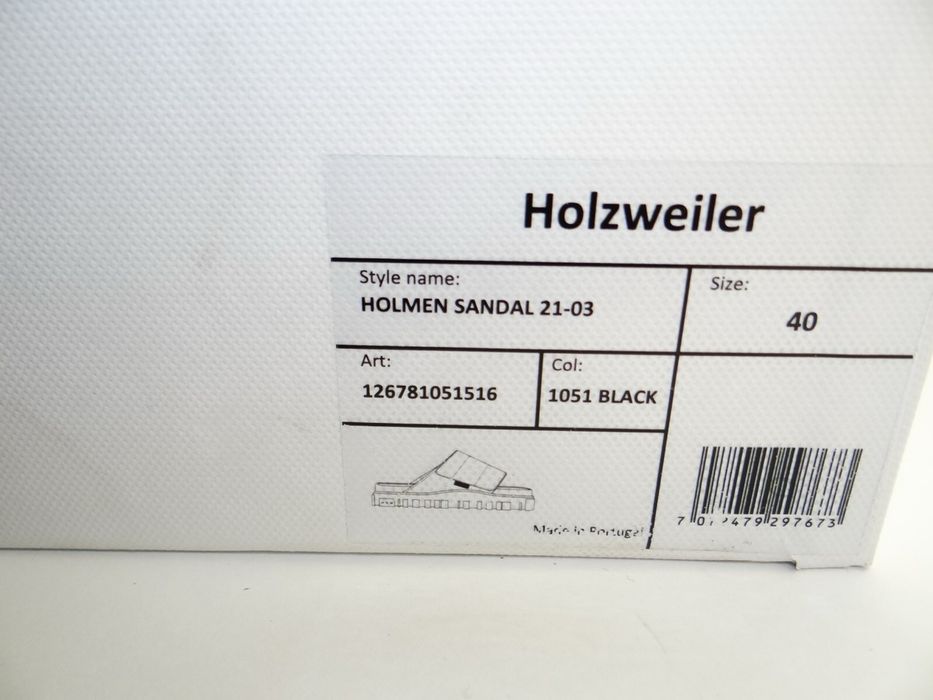 Holzweiler
Style name:
HOLMEN SANDAL 21-03
Size:
40
Art:
126781051516
Col:
1051 BLACK
Made in Portugal